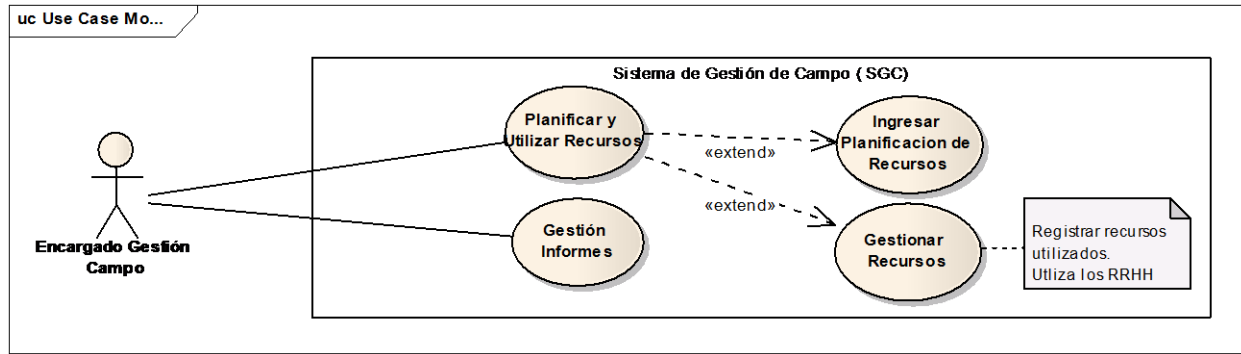 uc Use Case Mo...
Sistema de Gestión de Campo ( SGC)
Planificar y
Utilizar Recursos
«extend»
Ingresar
Planificacion de
Recursos
«extend»
Encargado Gestión
Campo
Gestión
Informes
Gestionar
Recursos
Registrar recursos
utilizados.
Utliza los RRHH